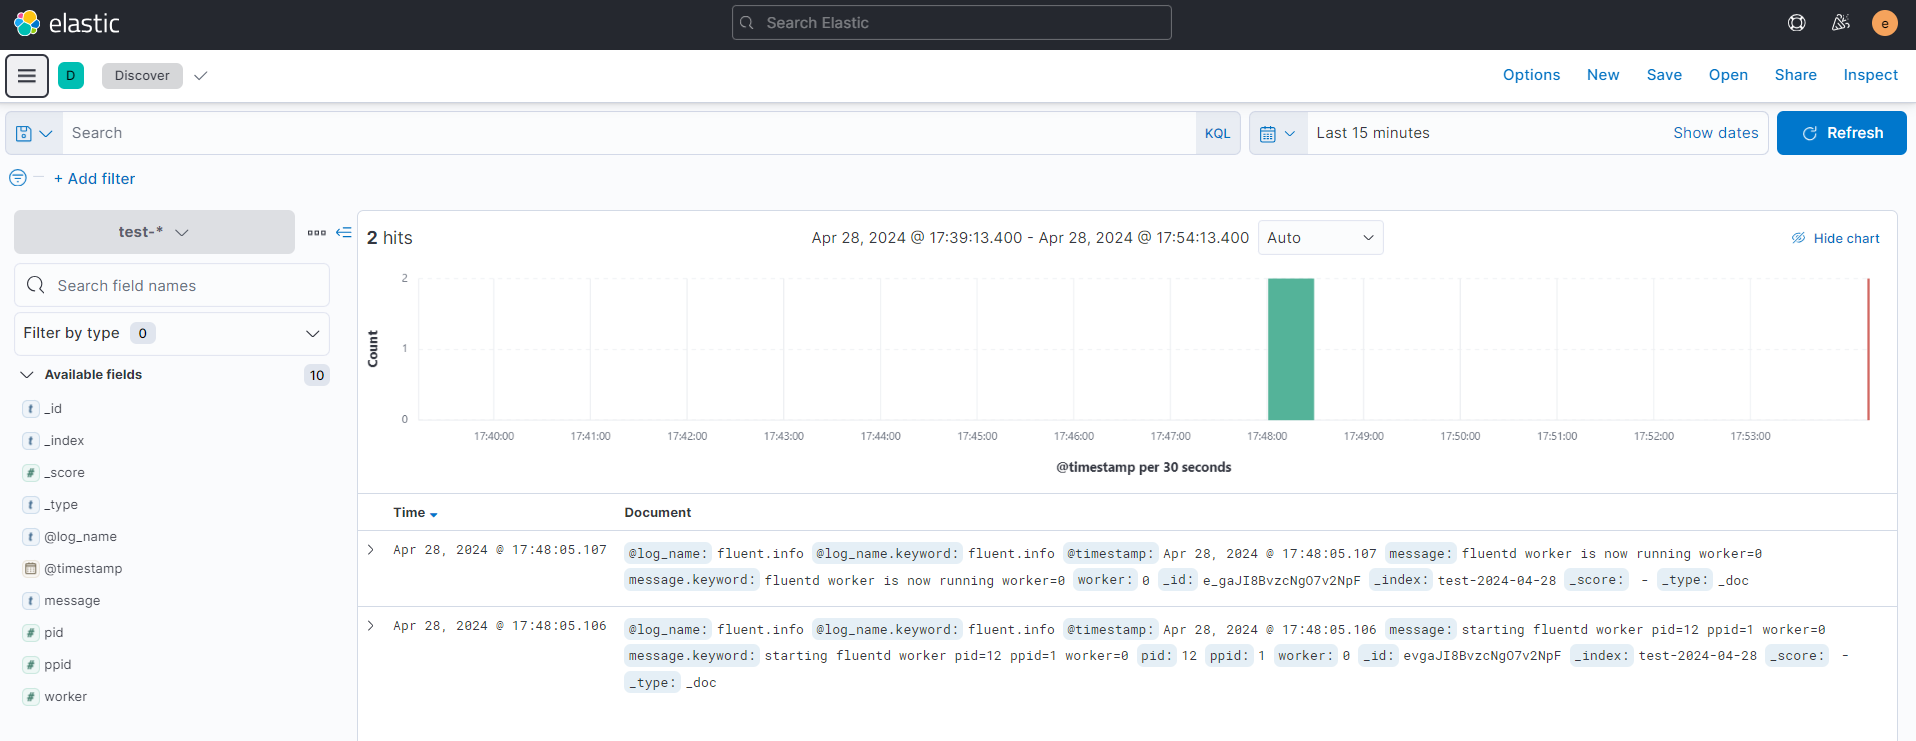 elastic
Search Elastic
e
D
Discover
Options
New
Save
Open
Share
Inspect
Search
KQL
Last 15 minutes
Show dates
Refresh
+ Add filter
test-*
Search field names
Filter by type 0
Available fields 10
t _id
t _index
# _score
t _type
t @log_name
@timestamp
t message
# pid
# ppid
# worker
2 hits
Apr 28, 2024 @ 17:39:13.400 - Apr 28, 2024 @ 17:54:13.400
Auto
Hide chart
Count
2
1
0
17:40:00 17:41:00 17:42:00 17:43:00 17:44:00 17:45:00 17:46:00 17:47:00 17:48:00 17:49:00 17:50:00 17:51:00 17:52:00 17:53:00
@timestamp per 30 seconds
Time Document
Apr 28, 2024 @ 17:48:05.107
@log_name: fluent.info @log_name.keyword: fluent.info @timestamp: Apr 28, 2024 @ 17:48:05.107 message: fluentd worker is now running worker=0
message.keyword: fluentd worker is now running worker=0 worker: 0 _id: e_gaJI8BvzcNgO7v2NpF _index: test-2024-04-28 _score: - _type: _doc
Apr 28, 2024 @ 17:48:05.106
@log_name: fluent.info @log_name.keyword: fluent.info @timestamp: Apr 28, 2024 @ 17:48:05.106 message: starting fluentd worker pid=12 ppid=1 worker=0
message.keyword: starting fluentd worker pid=12 ppid=1 worker=0 pid: 12 ppid: 1 worker: 0 _id: evgaJI8BvzcNgO7v2NpF _index: test-2024-04-28 _score: -
_type: _doc